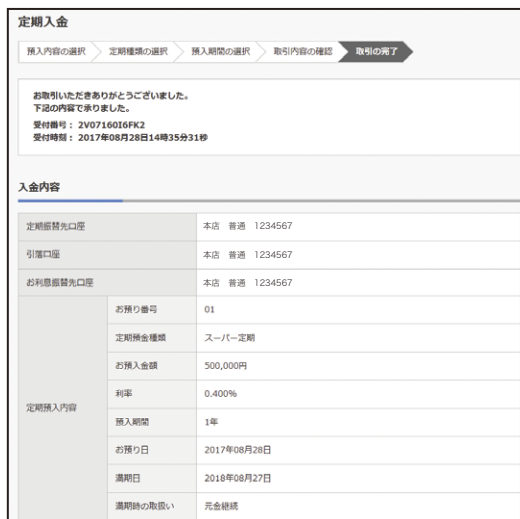 定期入金
預入内容の選択 定期種類の選択 預入期間の選択 取引内容の確認 取引の完了
お取引いただきありがとうございました。
下記の内容で承りました。
受付番号： 2V07160I6FK2
受付時刻： 2017年08月28日14時35分31秒
入金内容
定期振替先口座 本店 普通 1234567
引落口座 本店 普通 1234567
お利息振替先口座 本店 普通 1234567
定期預入内容
お預り番号 01
定期預金種類 スーパー定期
お預入金額 500,000円
利率 0.400%
預入期間 1年
お預り日 2017年08月28日
満期日 2018年08月27日
満期時の取扱い 元金継続